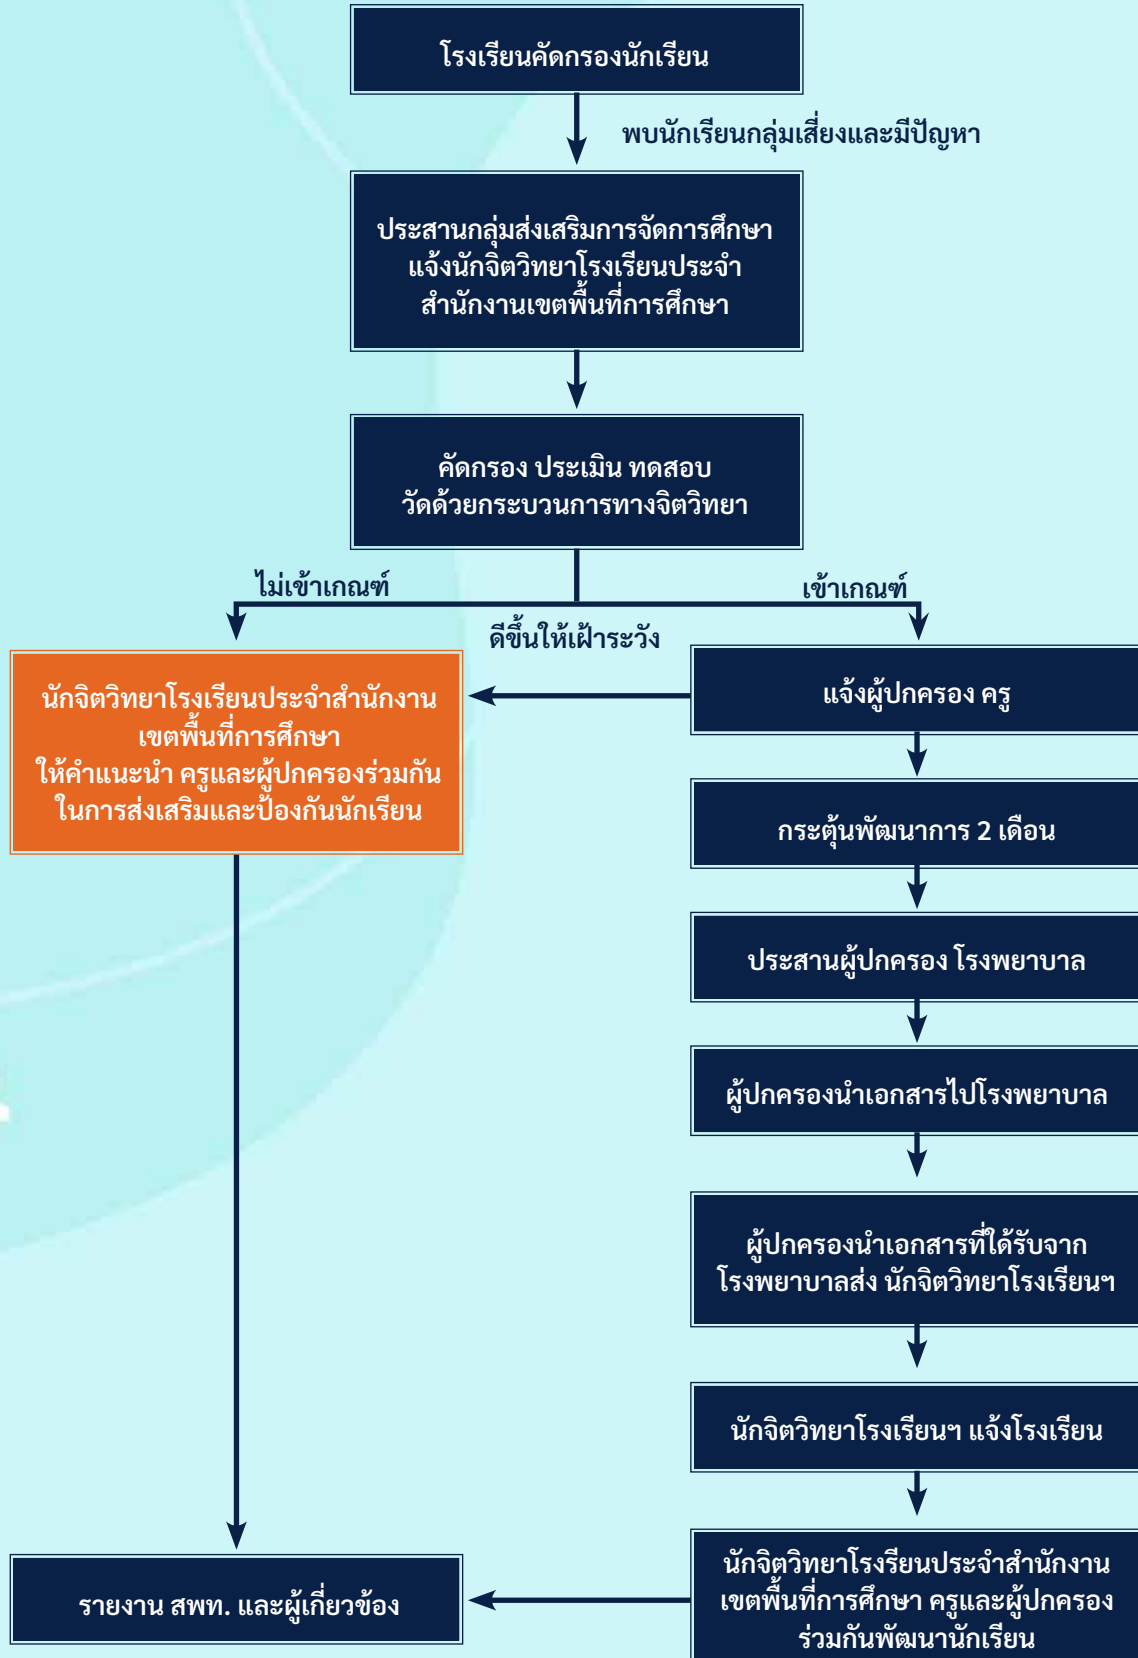 โรงเรียนคัดกรองนักเรียน
พบนักเรียนกลุ่มเสี่ยงและมีปัญหา
ประสานกลุ่มส่งเสริมการจัดการศึกษา
แจ้งนักจิตวิทยาโรงเรียนประจำ
สำนักงานเขตพื้นที่การศึกษา
คัดกรอง ประเมิน ทดสอบ
วัดด้วยกระบวนการทางจิตวิทยา
ไม่เข้าเกณฑ์
เข้าเกณฑ์
ดีขึ้นให้เฝ้าระวัง
นักจิตวิทยาโรงเรียนประจำสำนักงาน
เขตพื้นที่การศึกษา
ให้คำแนะนำ ครูและผู้ปกครองร่วมกัน
ในการส่งเสริมและป้องกันนักเรียน
แจ้งผู้ปกครอง ครู
กระตุ้นพัฒนาการ 2 เดือน
ประสานผู้ปกครอง โรงพยาบาล
ผู้ปกครองนำเอกสารไปโรงพยาบาล
ผู้ปกครองนำเอกสารที่ใด้รับจาก
โรงพยาบาลส่ง นักจิตวิทยาโรงเรียนฯ
นักจิตวิทยาโรงเรียนฯ แจ้งโรงเรียน
นักจิตวิทยาโรงรียนประจำสำนักงาน
เขตพื้นที่การศึกษา ครูและผู้ปกครอง
ร่วมกันพัฒนานักเรียน
รายงาน สพท. และผู้เกี่ยวข้อง